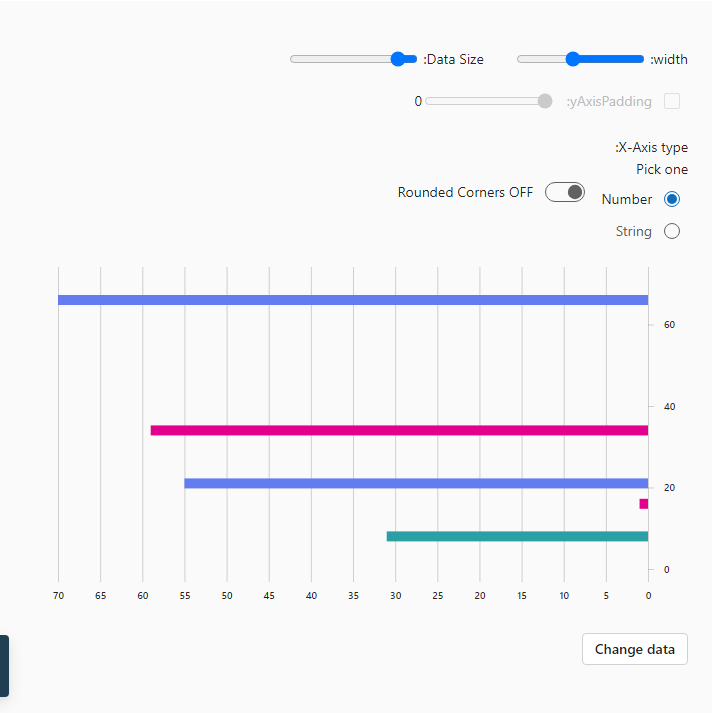 :width
:Data Size
:yAxisPadding
0
:X-Axis type
Pick one
Number
Rounded Corners OFF
String
60
40
20
0
70 65 60 55 50 45 40 35 30 25 20 15 10 5 0
Change data